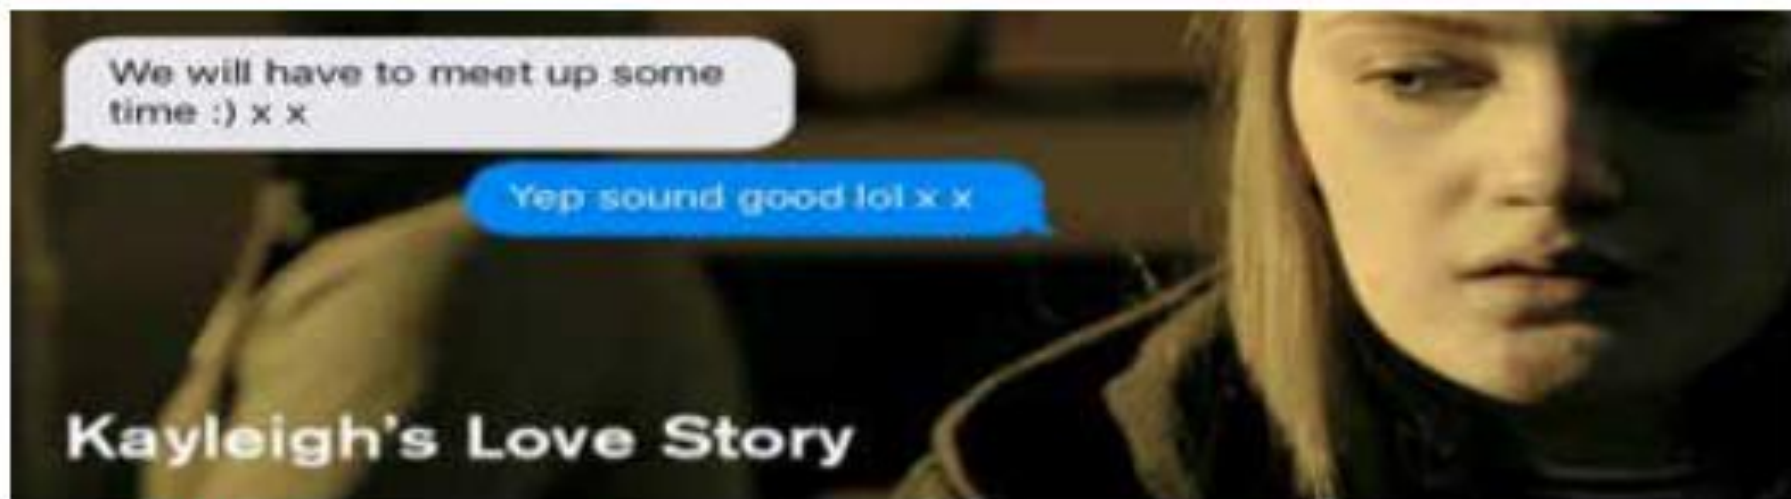 We will have to meet up some
time :) x x
Yep sound good lol x x
Kayleigh's Love Story